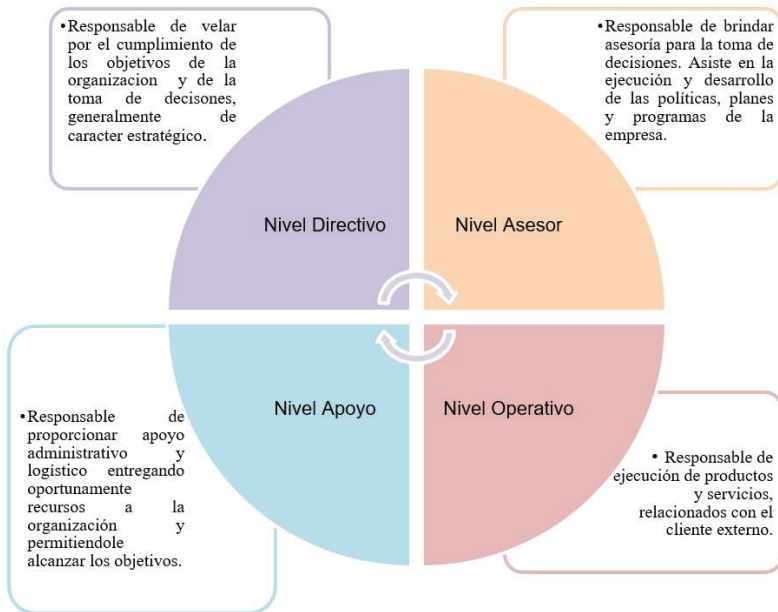 •Responsable de velar
por el cumplimiento de
los objetivos de la
organizacion y de la
toma de decisones,
generalmente de
caracter estratégico.
•Responsable de brindar
asesoría para la toma de
decisiones. Asiste en la
ejecución y desarrollo
de las políticas, planes
y programas de la
empresa.
Nivel Directivo
Nivel Asesor
Nivel Apoyo
Nivel Operativo
•Responsable de
proporcionar apoyo
administrativo y
logístico entregando
oportunamente
recursos a la
organización y
permitiendole
alcanzar los objetivos.
• Responsable de
ejecución de productos
y servicios,
relacionados con el
cliente externo.